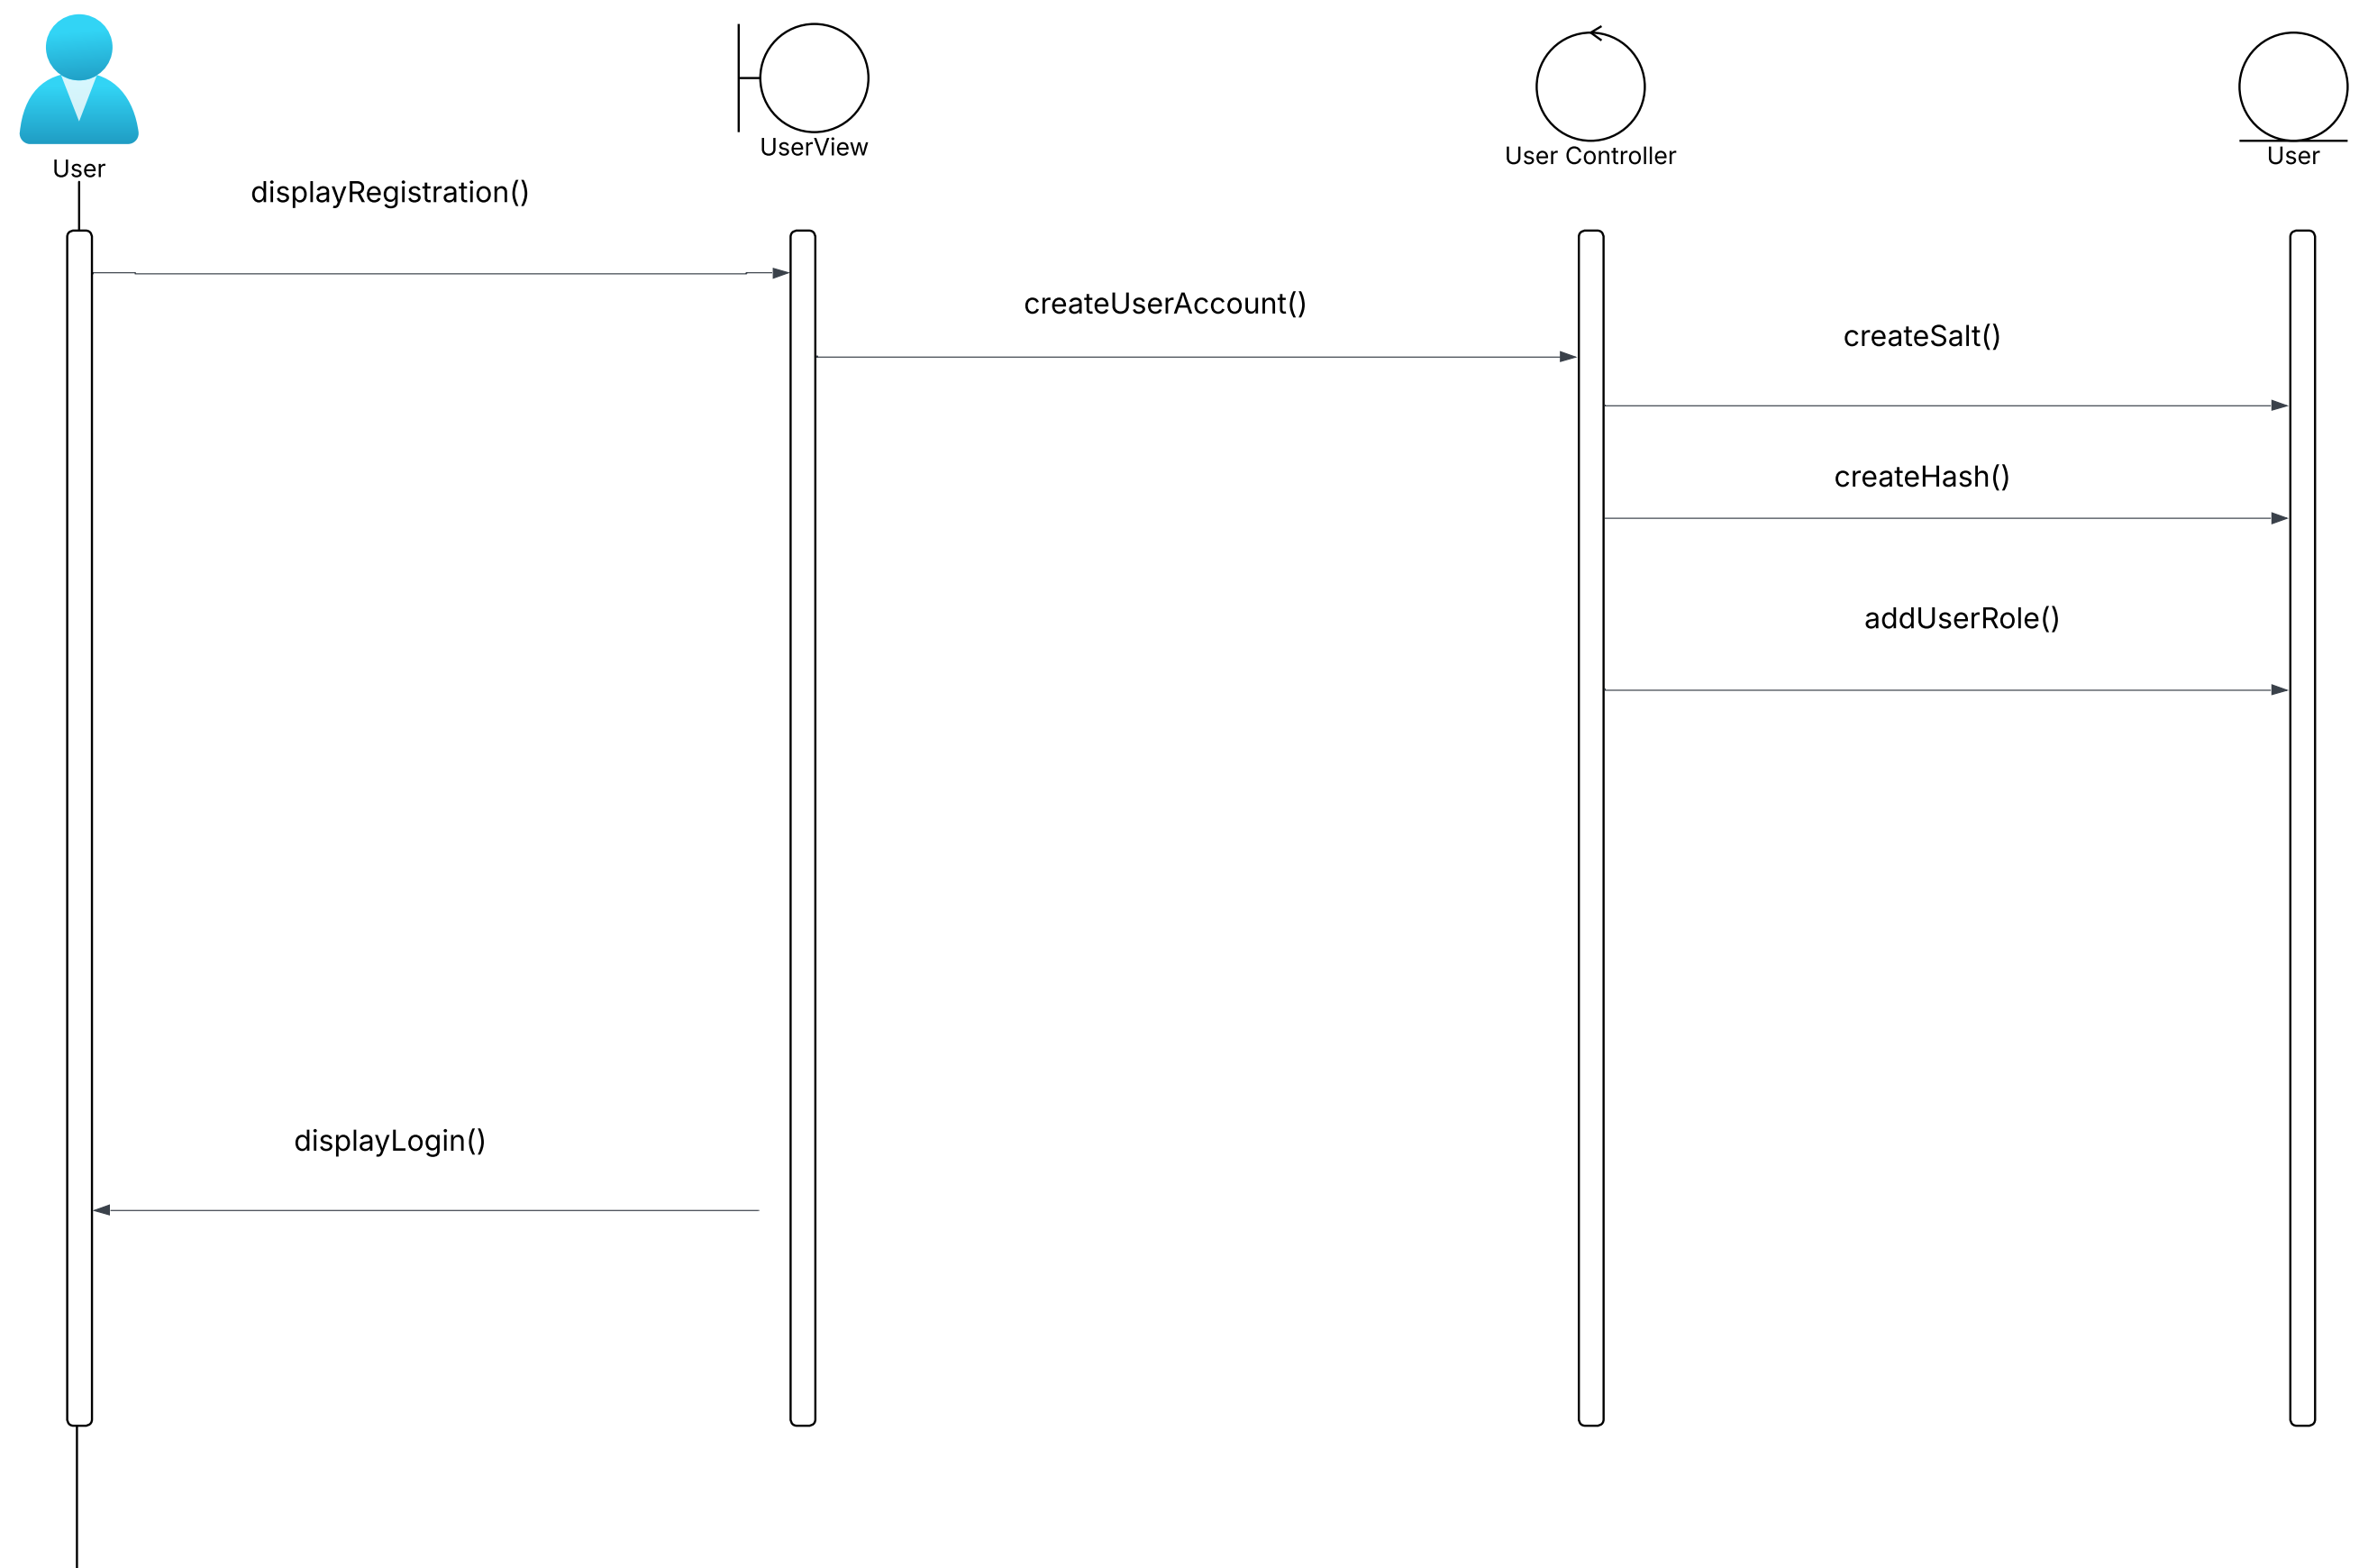 User
UserView
User Controller
User
displayRegistration()
createUserAccount()
createSalt()
createHash()
addUserRole()
displayLogin()